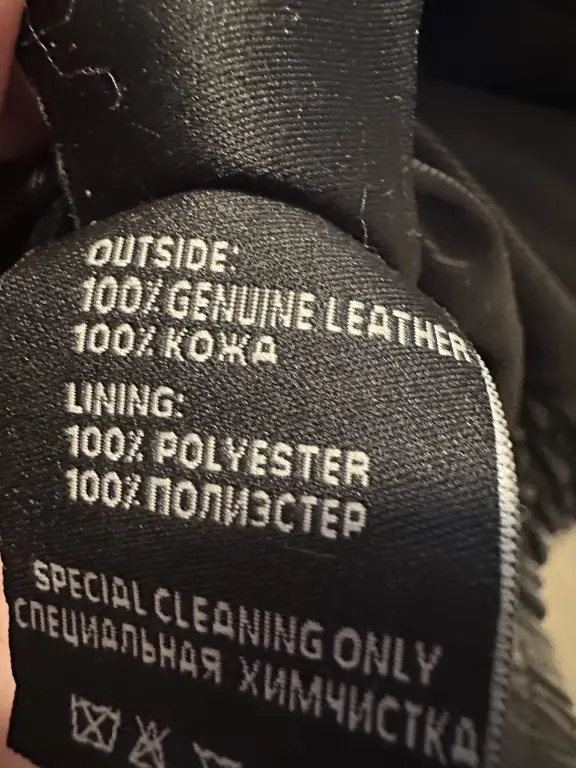 OUTSIDE:
100% GENUINE LEATHER
100% КОЖА
LINING:
100% POLYESTER
100% ПОЛИЭСТЕР
SPECIAL CLEANING ONLY
СПЕЦИАЛЬНАЯ ХИМЧИСТКА